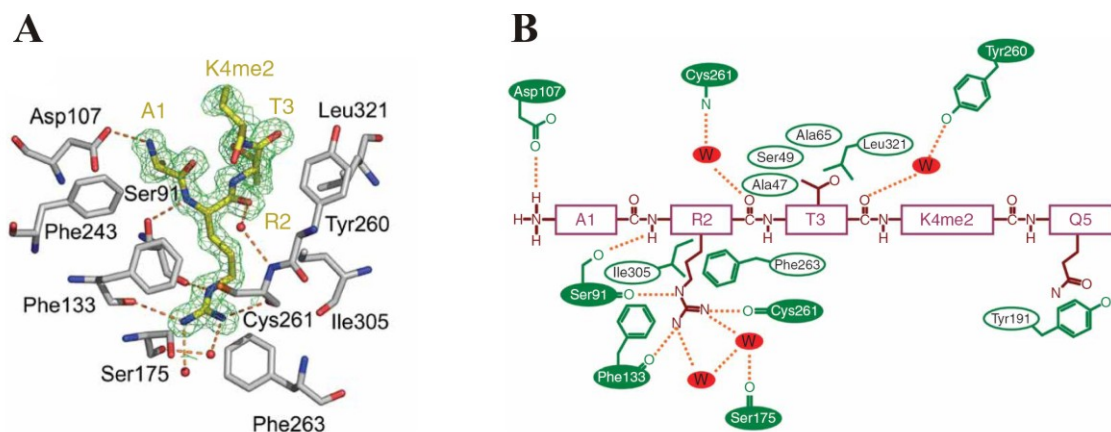 A
K4me2
A1
T3
Asp107
Leu321
Ser91
R2
Phe243
Tyr260
Phe133
Cys261
Ile305
Ser175
Phe263
B
Tyr260
Cys261
Asp107
N
O
O
O
Ala65
W
Ser49
Leu321
W
Ala47
O
O
O
O
O
O
H
H-N
A1
C
N
R2
C
N
T3
C
N
K4me2
C
N
Q5
H
H
H
H
H
Ile305
Phe263
O
Ser91
O
N
N
N
O
Cys261
O
N
Tyr191
Phe133
O
W
W
O
Ser175